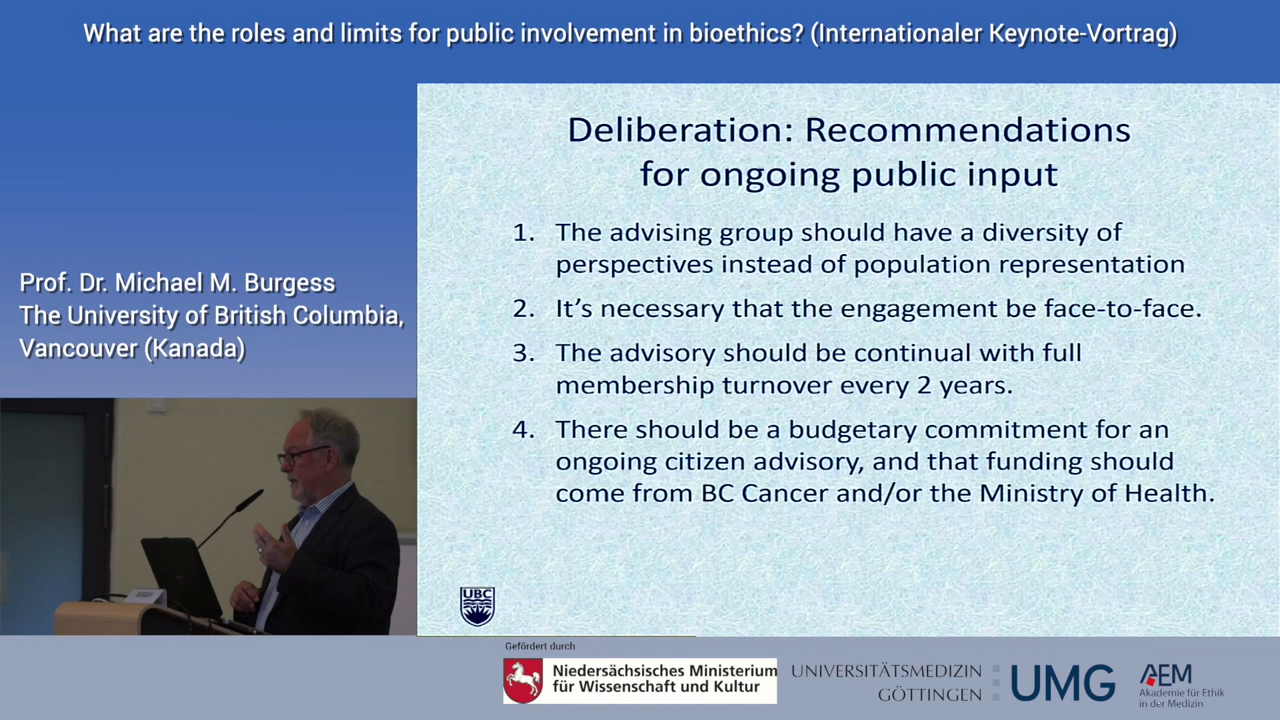 What are the roles and limits for public involvement in bioethics? (Internationaler Keynote-Vortrag)
Prof. Dr. Michael M. Burgess
The University of British Columbia,
Vancouver (Kanada)
Deliberation: Recommendations
for ongoing public input
1. The advising group should have a diversity of
perspectives instead of population representation
2. It’s necessary that the engagement be face-to-face.
3. The advisory should be continual with full
membership turnover every 2 years.
4. There should be a budgetary commitment for an
ongoing citizen advisory, and that funding should
come from BC Cancer and/or the Ministry of Health.
UBC
Gefördert durch
Niedersächsisches Ministerium
für Wissenschaft und Kultur
UNIVERSITÄTSMEDIZIN
GÖTTINGEN
UMG
AEM
Akademie für Ethik
in der Medizin